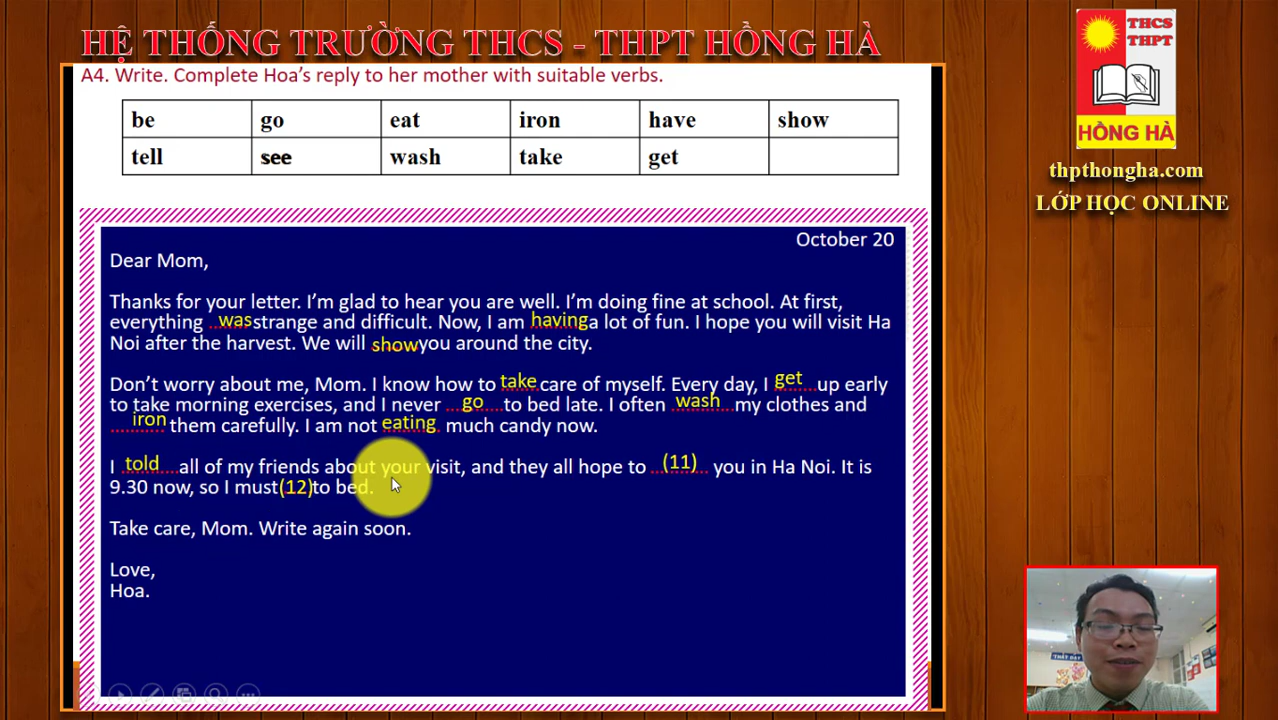 HỆ THỐNG TRƯỜNG THCS - THPT HỒNG HÀ
THCS
THPT
HỒNG HÀ
thpthongha.com
LỚP HỌC ONLINE
A4. Write. Complete Hoa's reply to her mother with suitable verbs.
be go eat iron have show
tell see wash take get
October 20
Dear Mom,
Thanks for your letter. I'm glad to hear you are well. I'm doing fine at school. At first,
everything was strange and difficult. Now, I am having a lot of fun. I hope you will visit Ha
Noi after the harvest. We will show you around the city.
Don't worry about me, Mom. I know how to take care of myself. Every day, I get up early
to take morning exercises, and I never go to bed late. I often wash my clothes and
iron them carefully. I am not eating much candy now.
I told all of my friends about your visit, and they all hope to (11) you in Ha Noi. It is
9.30 now, so I must (12) to bed.
Take care, Mom. Write again soon.
Love,
Hoa.